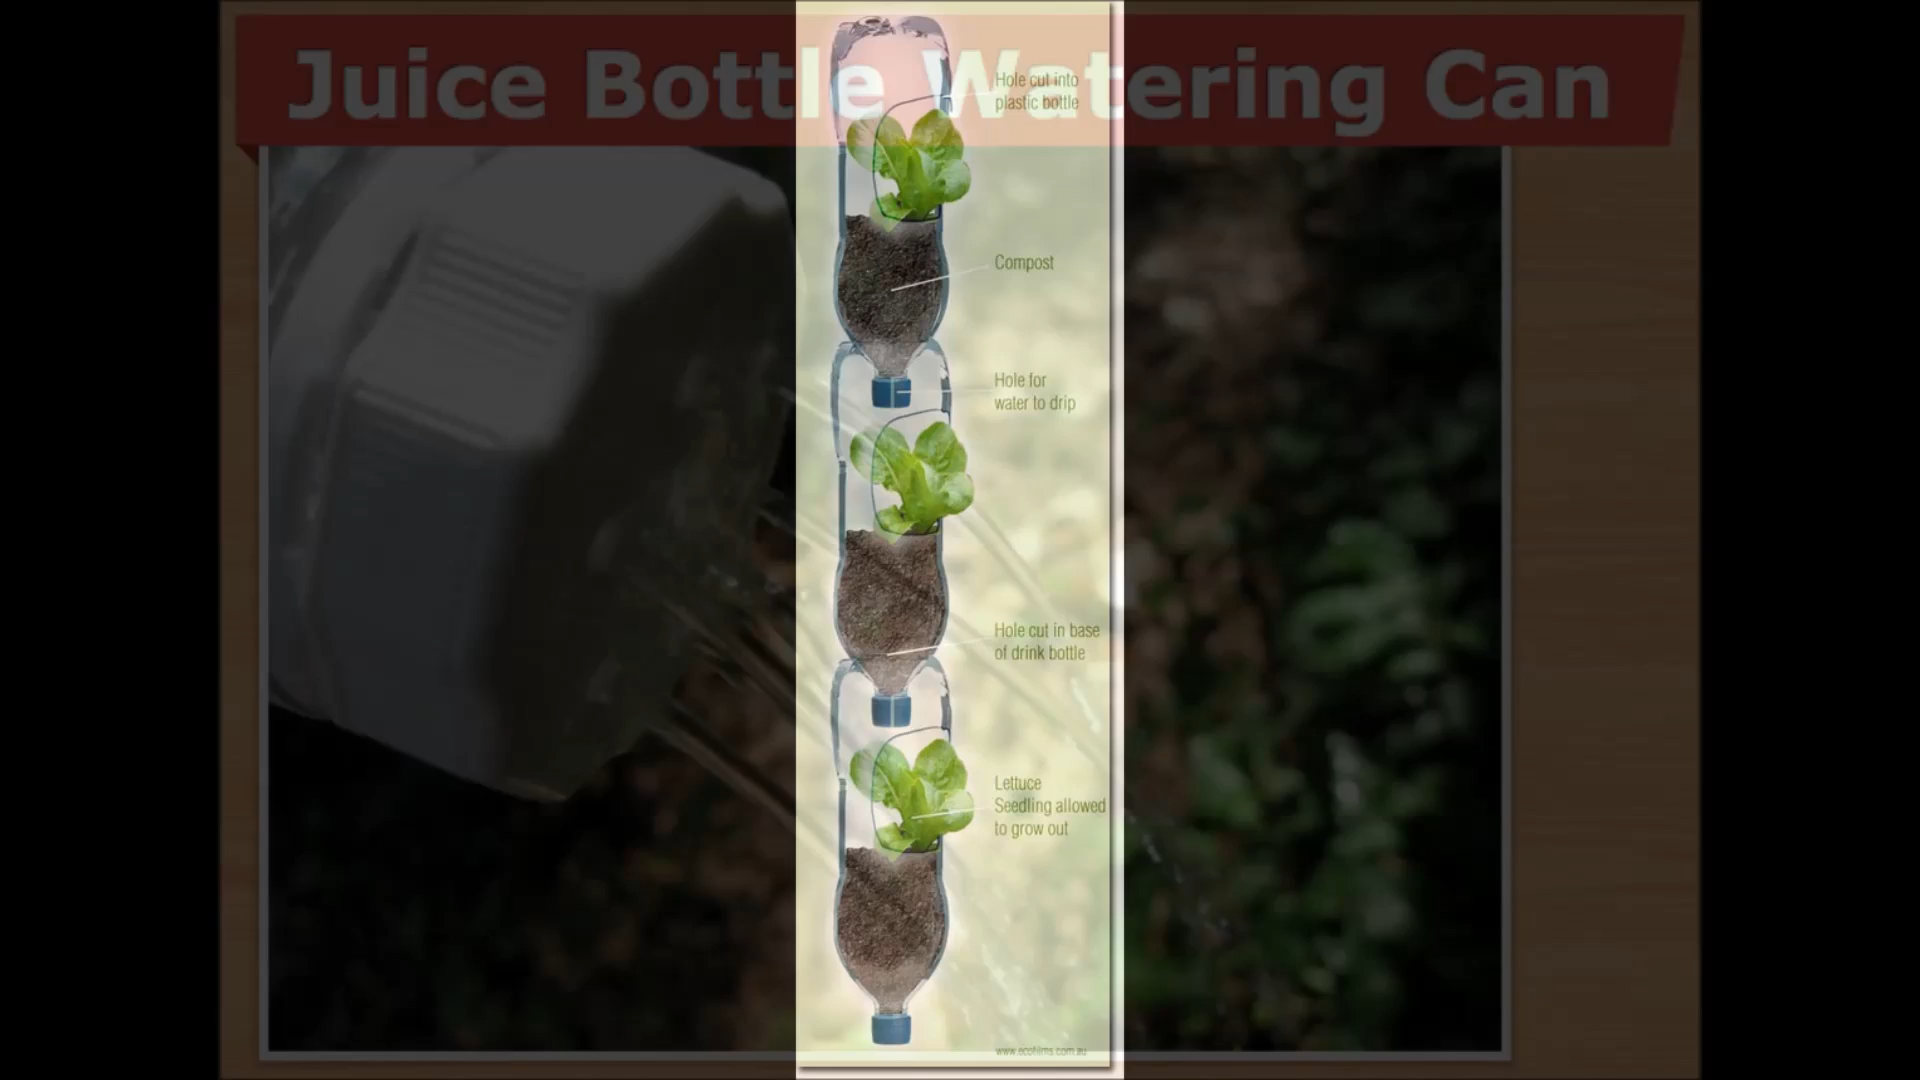 Juice Bottle Watering Can
Hole cut into
plastic bottle
Compost
Hole for
water to drip
Hole cut in base
of drink bottle
Lettuce
Seedling allowed
to grow out
www.ecofilms.com.au